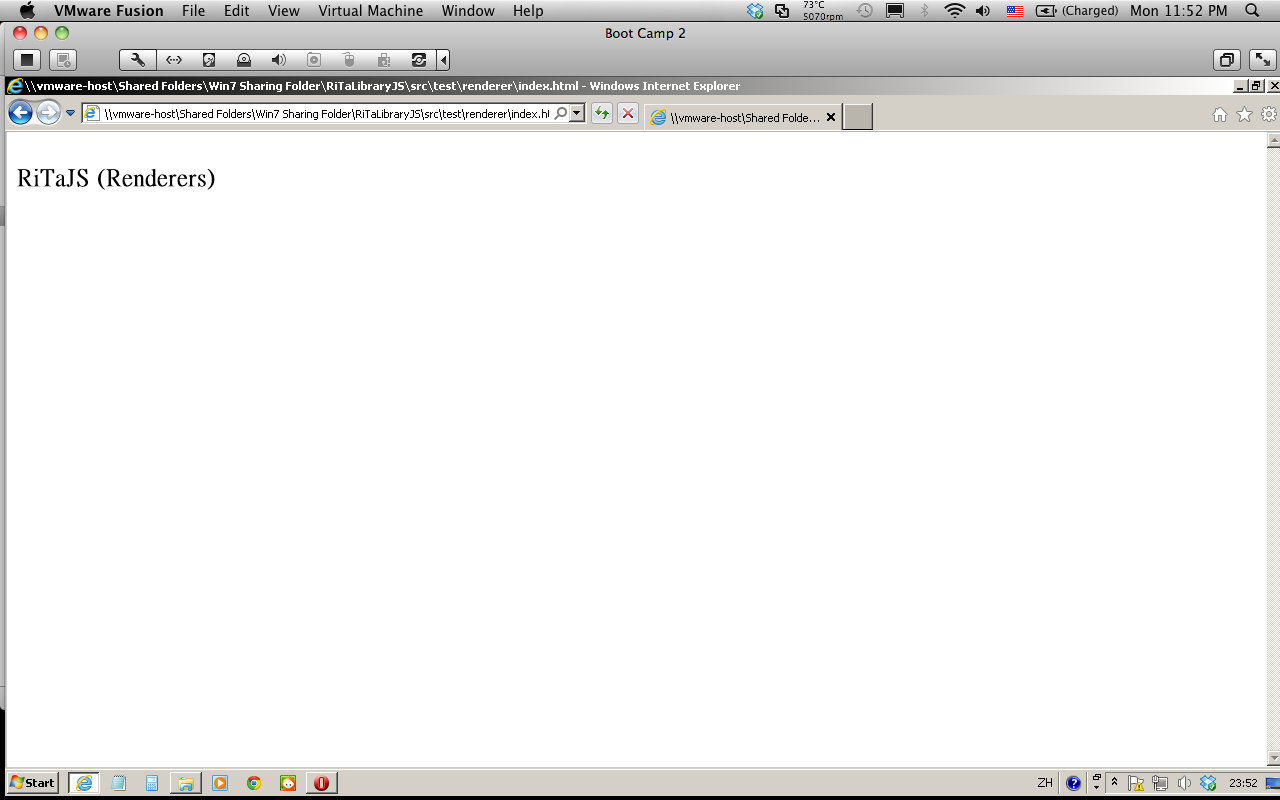 VMware Fusion File Edit View Virtual Machine Window Help 73°C 5070rpm (Charged) Mon 11:52 PM
Boot Camp 2
\\vmware-host\Shared Folders\Win7 Sharing Folder\RiTaLibraryJS\src\test\renderer\index.html - Windows Internet Explorer
\\vmware-host\Shared Folders\Win7 Sharing Folder\RiTaLibraryJS\src\test\renderer\index.ht \\vmware-host\Shared Folde...
RiTaJS (Renderers)
Start ZH 23:52